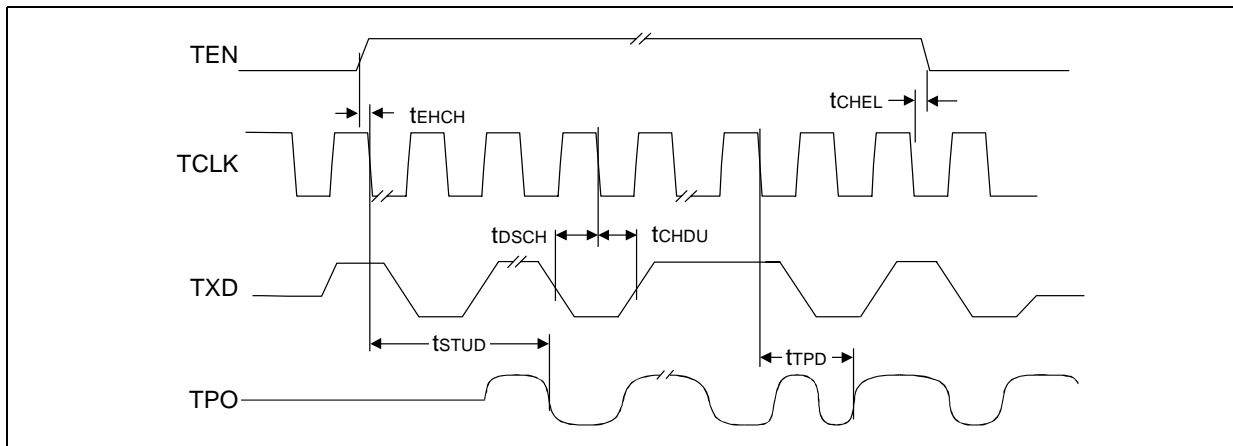 TEN
tCHEL
tEHCH
TCLK
tDSCH
tCHDU
TXD
tSTUD
tTPD
TPO